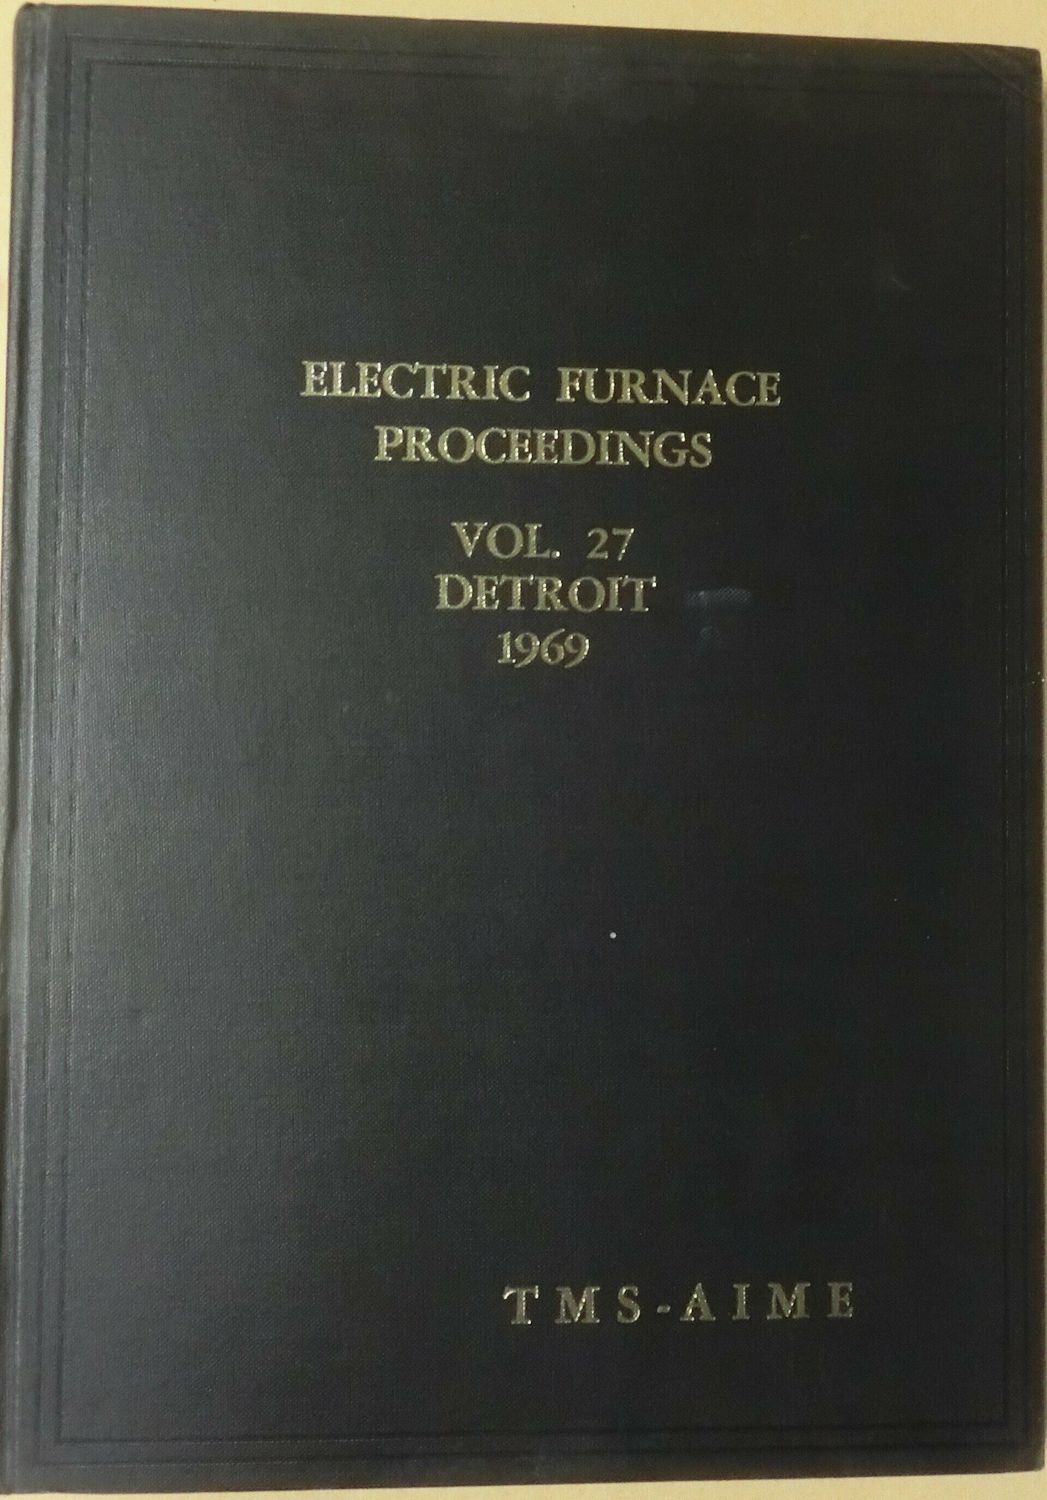 ELECTRIC FURNACE
PROCEEDINGS
VOL. 27
DETROIT
1969
TMS-AIME